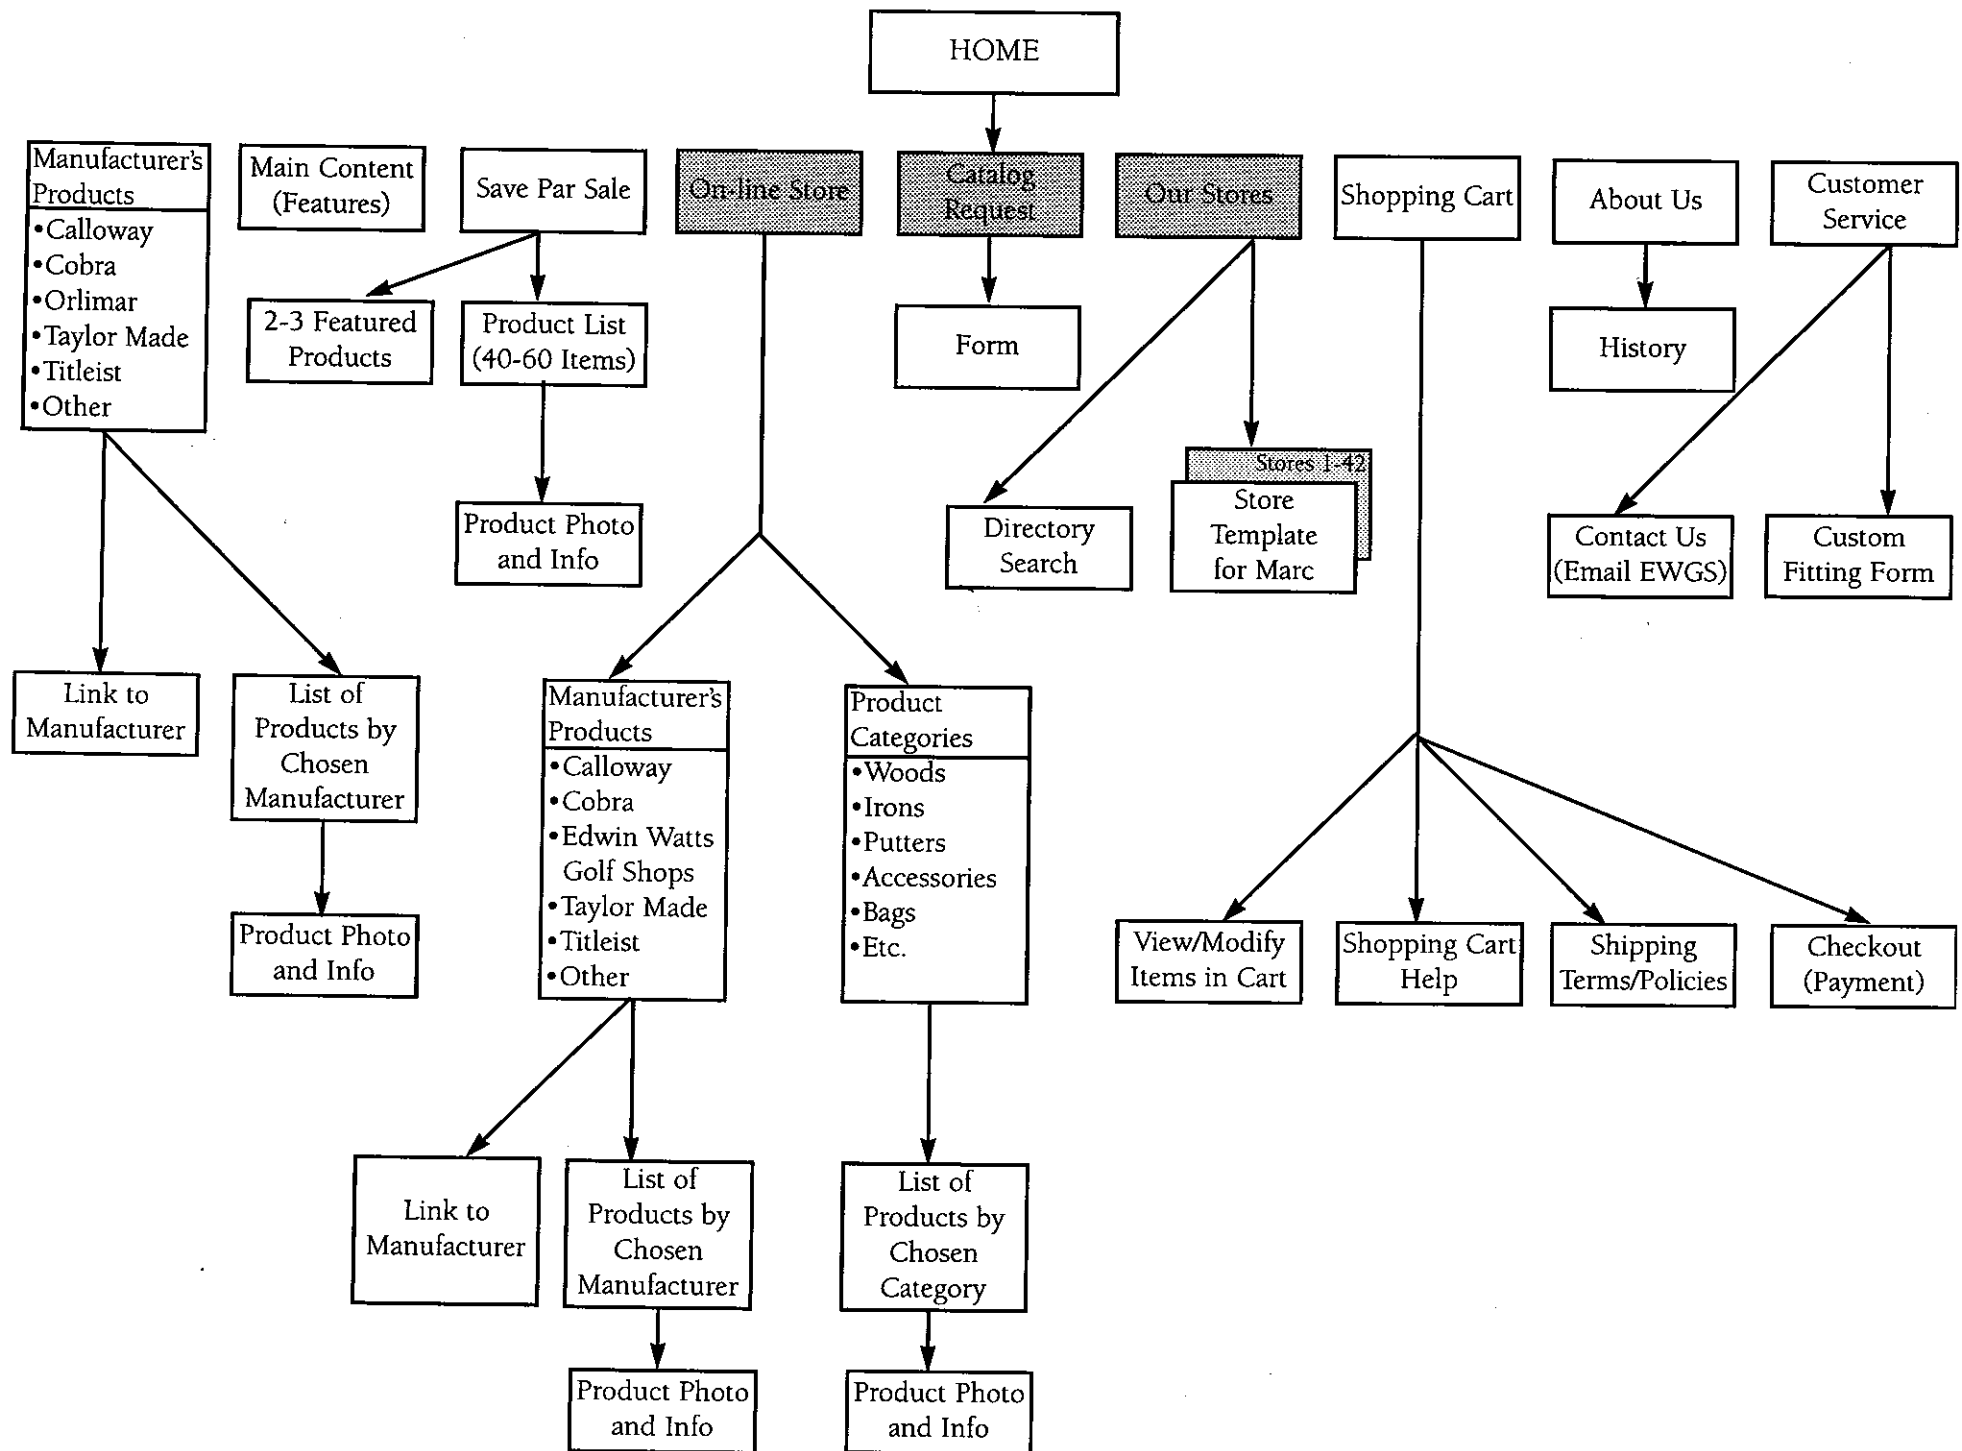 HOME
Manufacturer's
Products
•Calloway
•Cobra
•Orlimar
•Taylor Made
•Titleist
•Other
Main Content
(Features)
Save Par Sale
On-line Store
Catalog
Request
Our Stores
Shopping Cart
About Us
Customer
Service
2-3 Featured
Products
Product List
(40-60 Items)
Form
History
Product Photo
and Info
Directory
Search
Stores 1-42
Store
Template
for Marc
Contact Us
(Email EWGS)
Custom
Fitting Form
Link to
Manufacturer
List of
Products by
Chosen
Manufacturer
Product Photo
and Info
Manufacturer's
Products
•Calloway
•Cobra
•Edwin Watts
Golf Shops
•Taylor Made
•Titleist
•Other
Product
Categories
•Woods
•Irons
•Putters
•Accessories
•Bags
•Etc.
View/Modify
Items in Cart
Shopping Cart
Help
Shipping
Terms/Policies
Checkout
(Payment)
Link to
Manufacturer
List of
Products by
Chosen
Manufacturer
List of
Products by
Chosen
Category
Product Photo
and Info
Product Photo
and Info